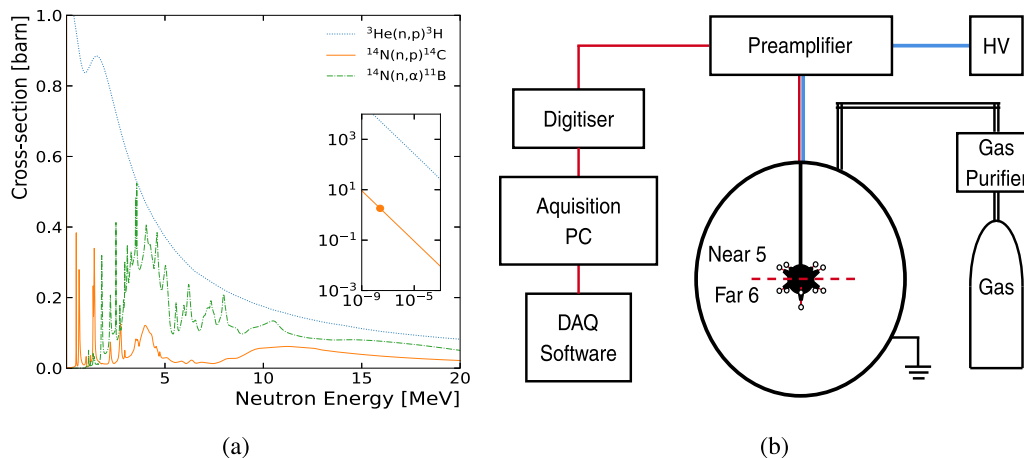 1.0
0.8
0.6
0.4
0.2
0.0
Cross-section [barn]
³He(n,p)³H
¹⁴N(n,p)¹⁴C
¹⁴N(n,α)¹¹B
10³
10¹
10⁻¹
10⁻³
10⁻⁹
10⁻⁵
5
10
15
20
Neutron Energy [MeV]
(a)
Preamplifier
HV
Digitiser
Gas
Purifier
Aquisition
PC
Near 5
Far 6
Gas
DAQ
Software
(b)